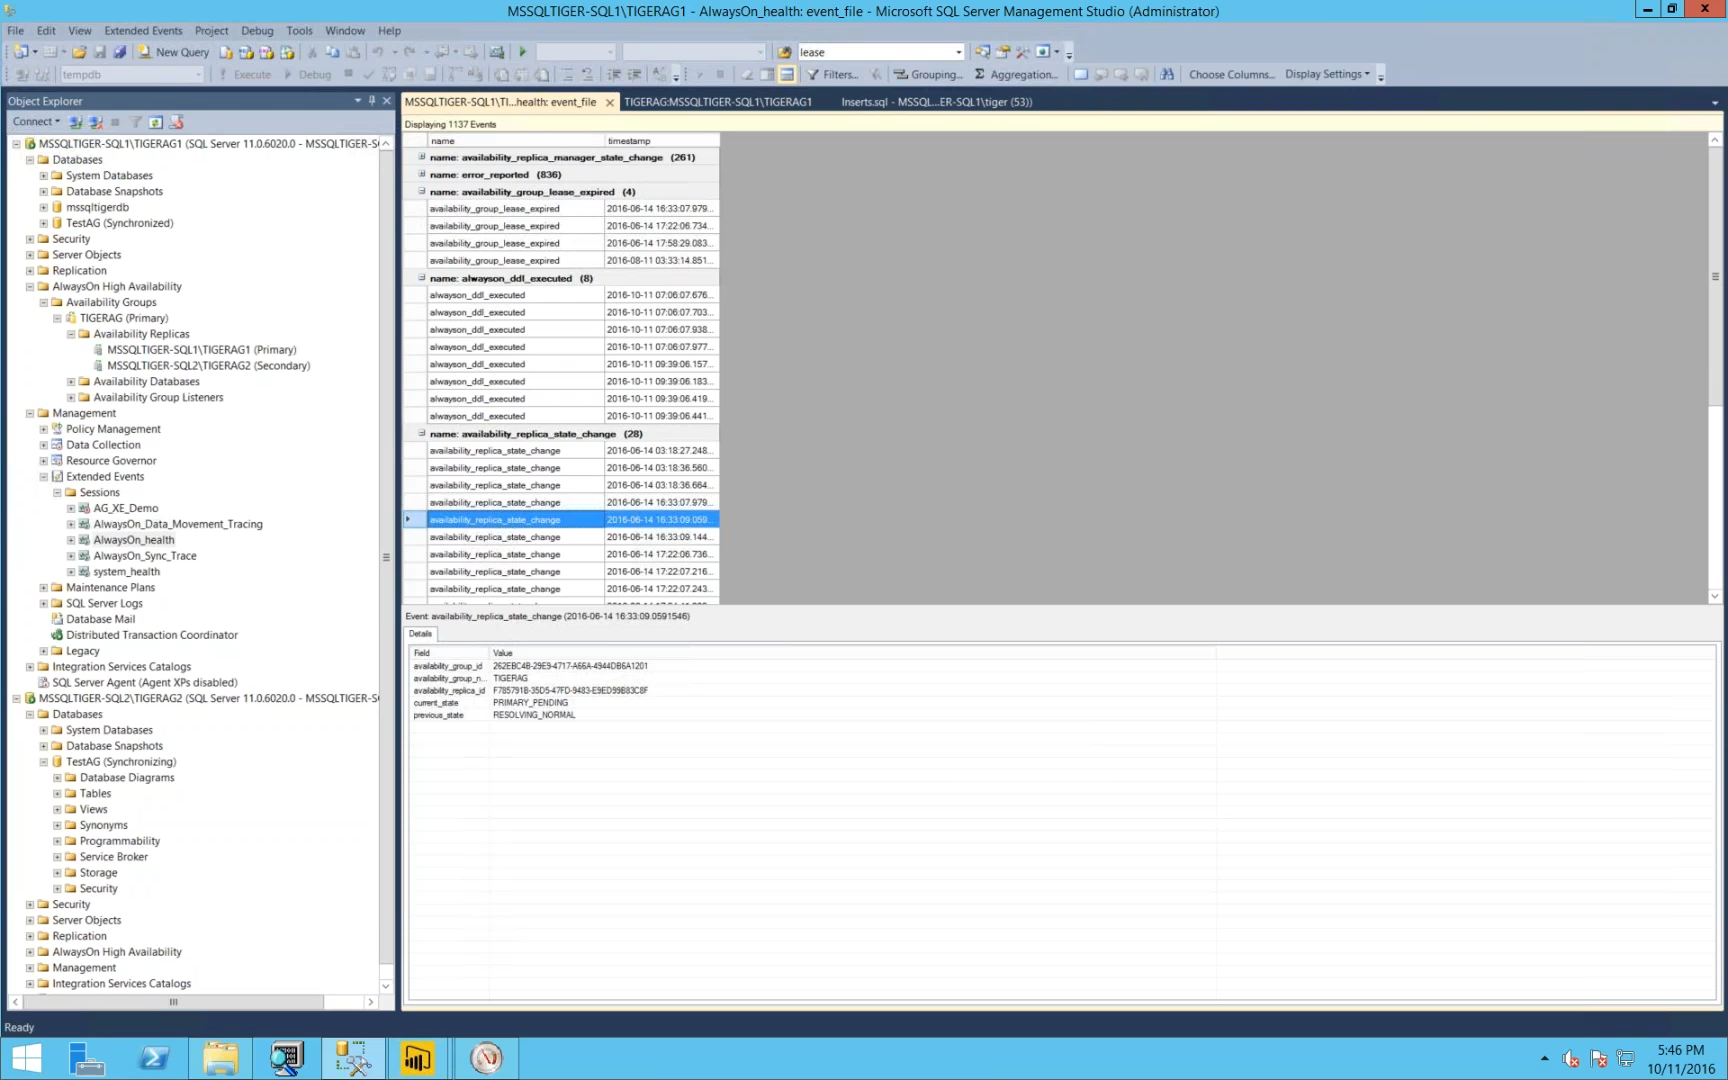 MSSQLTIGER-SQL1\TIGERAG1 - AlwaysOn_health: event_file - Microsoft SQL Server Management Studio (Administrator)
File Edit View Extended Events Project Debug Tools Window Help
New Query lease
tempdb Execute Debug Filters... Grouping... Aggregation... Choose Columns... Display Settings
Object Explorer
Connect
MSSQLTIGER-SQL1\TIGERAG1 (SQL Server 11.0.6020.0 - MSSQLTIGER-S
Databases
System Databases
Database Snapshots
mssqltigerdb
TestAG (Synchronized)
Security
Server Objects
Replication
AlwaysOn High Availability
Availability Groups
TIGERAG (Primary)
Availability Replicas
MSSQLTIGER-SQL1\TIGERAG1 (Primary)
MSSQLTIGER-SQL2\TIGERAG2 (Secondary)
Availability Databases
Availability Group Listeners
Management
Policy Management
Data Collection
Resource Governor
Extended Events
Sessions
AG_XE_Demo
AlwaysOn_Data_Movement_Tracing
AlwaysOn_health
AlwaysOn_Sync_Trace
system_health
Maintenance Plans
SQL Server Logs
Database Mail
Distributed Transaction Coordinator
Legacy
Integration Services Catalogs
SQL Server Agent (Agent XPs disabled)
MSSQLTIGER-SQL2\TIGERAG2 (SQL Server 11.0.6020.0 - MSSQLTIGER-S
Databases
System Databases
Database Snapshots
TestAG (Synchronizing)
Database Diagrams
Tables
Views
Synonyms
Programmability
Service Broker
Storage
Security
Security
Server Objects
Replication
AlwaysOn High Availability
Management
Integration Services Catalogs
MSSQLTIGER-SQL1\TI...health: event_file TIGERAG:MSSQLTIGER-SQL1\TIGERAG1 Inserts.sql - MSSQL...ER-SQL1\tiger (53))
Displaying 1137 Events
name timestamp
name: availability_replica_manager_state_change (261)
name: error_reported (836)
name: availability_group_lease_expired (4)
availability_group_lease_expired 2016-06-14 16:33:07.979...
availability_group_lease_expired 2016-06-14 17:22:06.734...
availability_group_lease_expired 2016-06-14 17:58:29.083...
availability_group_lease_expired 2016-08-11 03:33:14.851...
name: alwayson_ddl_executed (8)
alwayson_ddl_executed 2016-10-11 07:06:07.676...
alwayson_ddl_executed 2016-10-11 07:06:07.703...
alwayson_ddl_executed 2016-10-11 07:06:07.938...
alwayson_ddl_executed 2016-10-11 07:06:07.977...
alwayson_ddl_executed 2016-10-11 09:39:06.157...
alwayson_ddl_executed 2016-10-11 09:39:06.183...
alwayson_ddl_executed 2016-10-11 09:39:06.419...
alwayson_ddl_executed 2016-10-11 09:39:06.441...
name: availability_replica_state_change (28)
availability_replica_state_change 2016-06-14 03:18:27.248...
availability_replica_state_change 2016-06-14 03:18:36.560...
availability_replica_state_change 2016-06-14 03:18:36.664...
availability_replica_state_change 2016-06-14 16:33:07.979...
availability_replica_state_change 2016-06-14 16:33:09.059...
availability_replica_state_change 2016-06-14 16:33:09.144...
availability_replica_state_change 2016-06-14 17:22:06.736...
availability_replica_state_change 2016-06-14 17:22:07.216...
availability_replica_state_change 2016-06-14 17:22:07.243...
Event: availability_replica_state_change (2016-06-14 16:33:09.0591546)
Details
Field Value
availability_group_id 262EBC4B-29E9-4717-A66A-4944DB6A1201
availability_group_n... TIGERAG
availability_replica_id F785791B-35D5-47FD-9483-E9ED99B83C8F
current_state PRIMARY_PENDING
previous_state RESOLVING_NORMAL
Ready
5:46 PM
10/11/2016